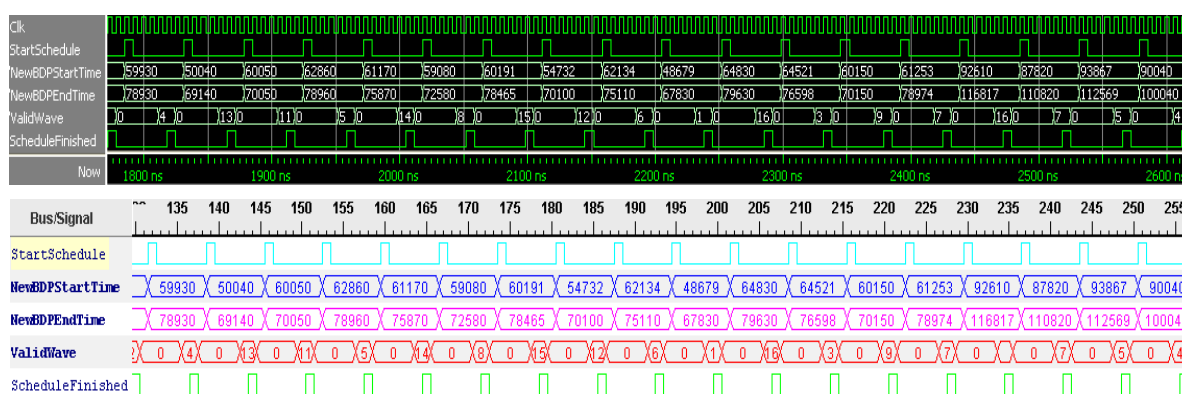 Clk
StartSchedule
NewBDPStartTime 59930 50040 60050 62860 61170 59080 60191 54732 62134 48679 64830 64521 60150 61253 92610 87820 93867 90040
NewBDPEndTime 78930 69140 70050 78960 75870 72580 78465 70100 75110 67830 79630 76598 70150 78974 116817 110820 112569 100040
ValidWave 0 4 0 13 0 11 0 5 0 14 0 8 0 15 0 12 0 6 0 1 0 16 0 3 0 9 0 7 0 16 0 7 0 5 0 4
ScheduleFinished
Now 1800 ns 1900 ns 2000 ns 2100 ns 2200 ns 2300 ns 2400 ns 2500 ns 2600 n
Bus/Signal 135 140 145 150 155 160 165 170 175 180 185 190 195 200 205 210 215 220 225 230 235 240 245 250 255
StartSchedule
NewBDPStartTime 59930 50040 60050 62860 61170 59080 60191 54732 62134 48679 64830 64521 60150 61253 92610 87820 93867 90040
NewBDPEndTime 78930 69140 70050 78960 75870 72580 78465 70100 75110 67830 79630 76598 70150 78974 116817 110820 112569 10004
ValidWave 0 4 0 13 0 11 0 5 0 14 0 8 0 15 0 12 0 6 0 1 0 16 0 3 0 9 0 7 0 0 7 0 5 0 4
ScheduleFinished